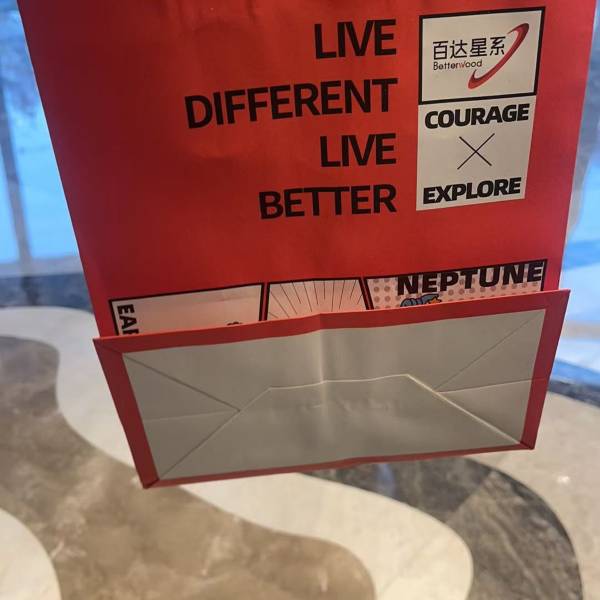 LIVE
DIFFERENT
LIVE
BETTER
百达星系
BetterWood
COURAGE
EXPLORE
NEPTUNE